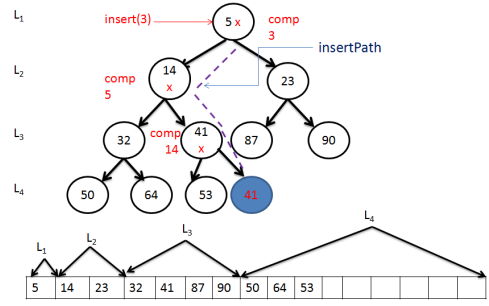 L1
insert(3)
5 x
comp
3
insertPath
L2
comp
5
14
x
23
L3
32
comp
14
41
x
87
90
L4
50
64
53
41
L1
L2
L3
L4
5 14 23 32 41 87 90 50 64 53